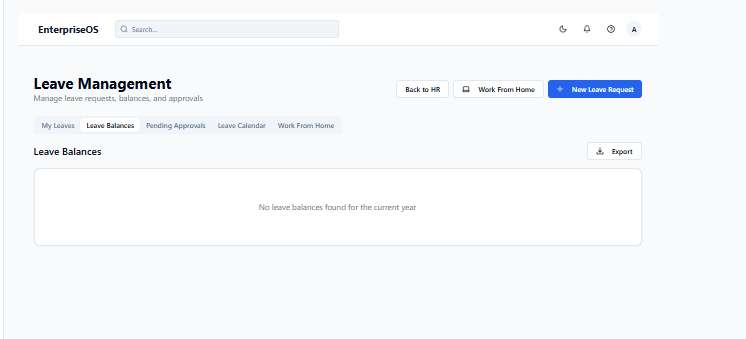 EnterpriseOS
Search...
A
Leave Management
Manage leave requests, balances, and approvals
Back to HR
Work From Home
New Leave Request
My Leaves
Leave Balances
Pending Approvals
Leave Calendar
Work From Home
Leave Balances
Export
No leave balances found for the current year